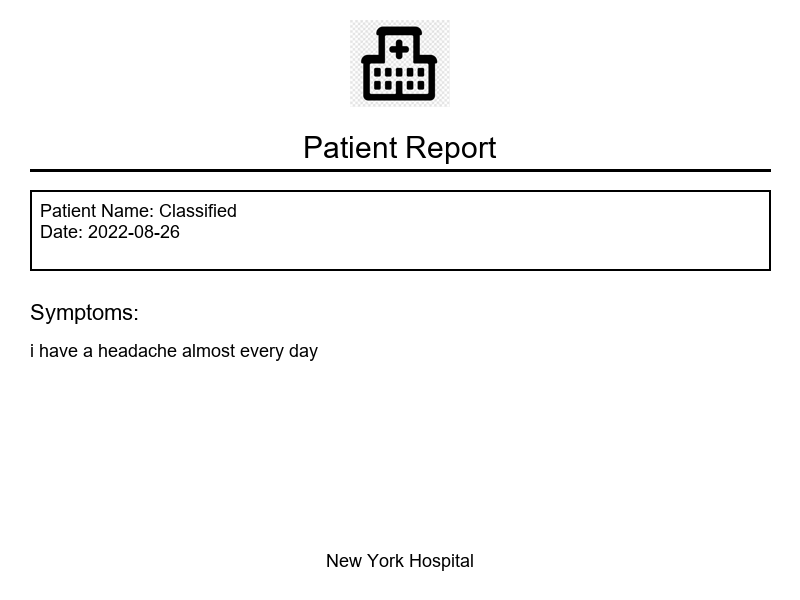 Patient Report
Patient Name: Classified
Date: 2022-08-26
Symptoms:
i have a headache almost every day
New York Hospital